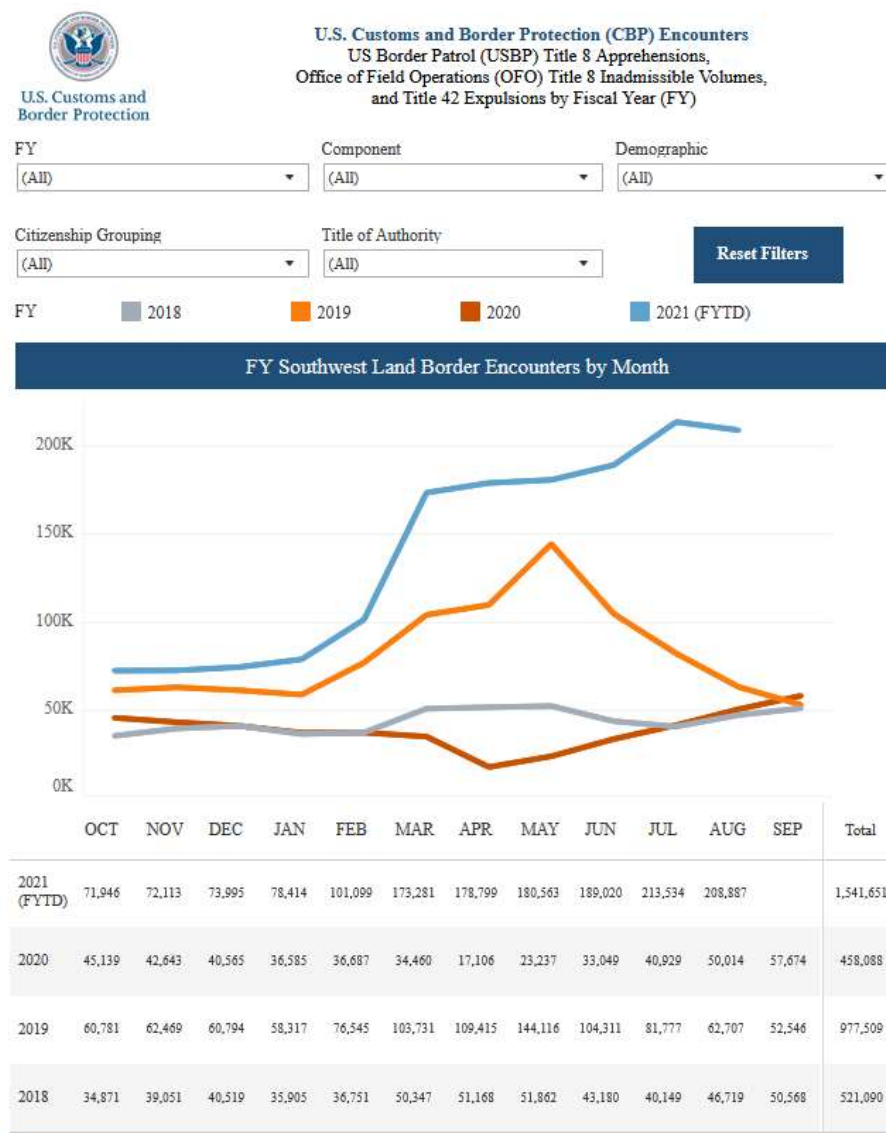 U.S. Customs and
Border Protection
U.S. Customs and Border Protection (CBP) Encounters
US Border Patrol (USBP) Title 8 Apprehensions,
Office of Field Operations (OFO) Title 8 Inadmissible Volumes,
and Title 42 Expulsions by Fiscal Year (FY)
FY Component Demographic
(All) (All) (All)
Citizenship Grouping Title of Authority
(All) (All)
Reset Filters
FY 2018 2019 2020 2021 (FYTD)
FY Southwest Land Border Encounters by Month
200K
150K
100K
50K
0K
OCT NOV DEC JAN FEB MAR APR MAY JUN JUL AUG SEP Total
2021 (FYTD) 71,946 72,113 73,995 78,414 101,099 173,281 178,799 180,563 189,020 213,534 208,887 1,541,651
2020 45,139 42,643 40,565 36,585 36,687 34,460 17,106 23,237 33,049 40,929 50,014 57,674 458,088
2019 60,781 62,469 60,794 58,317 76,545 103,731 109,415 144,116 104,311 81,777 62,707 52,546 977,509
2018 34,871 39,051 40,519 35,905 36,751 50,347 51,168 51,862 43,180 40,149 46,719 50,568 521,090